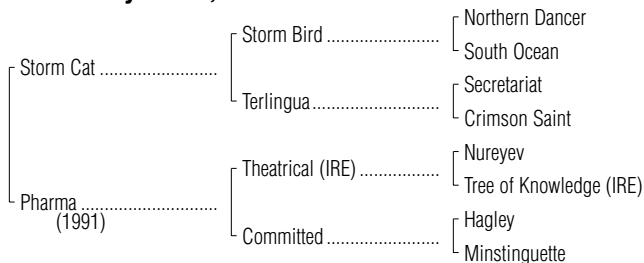 Northern Dancer
Storm Bird ......................
South Ocean
Storm Cat .......................
Secretariat
Terlingua.........................
Crimson Saint
Nureyev
Theatrical (IRE) ................
Tree of Knowledge (IRE)
Pharma ..........................
(1991)
Hagley
Committed ......................
Minstinguette